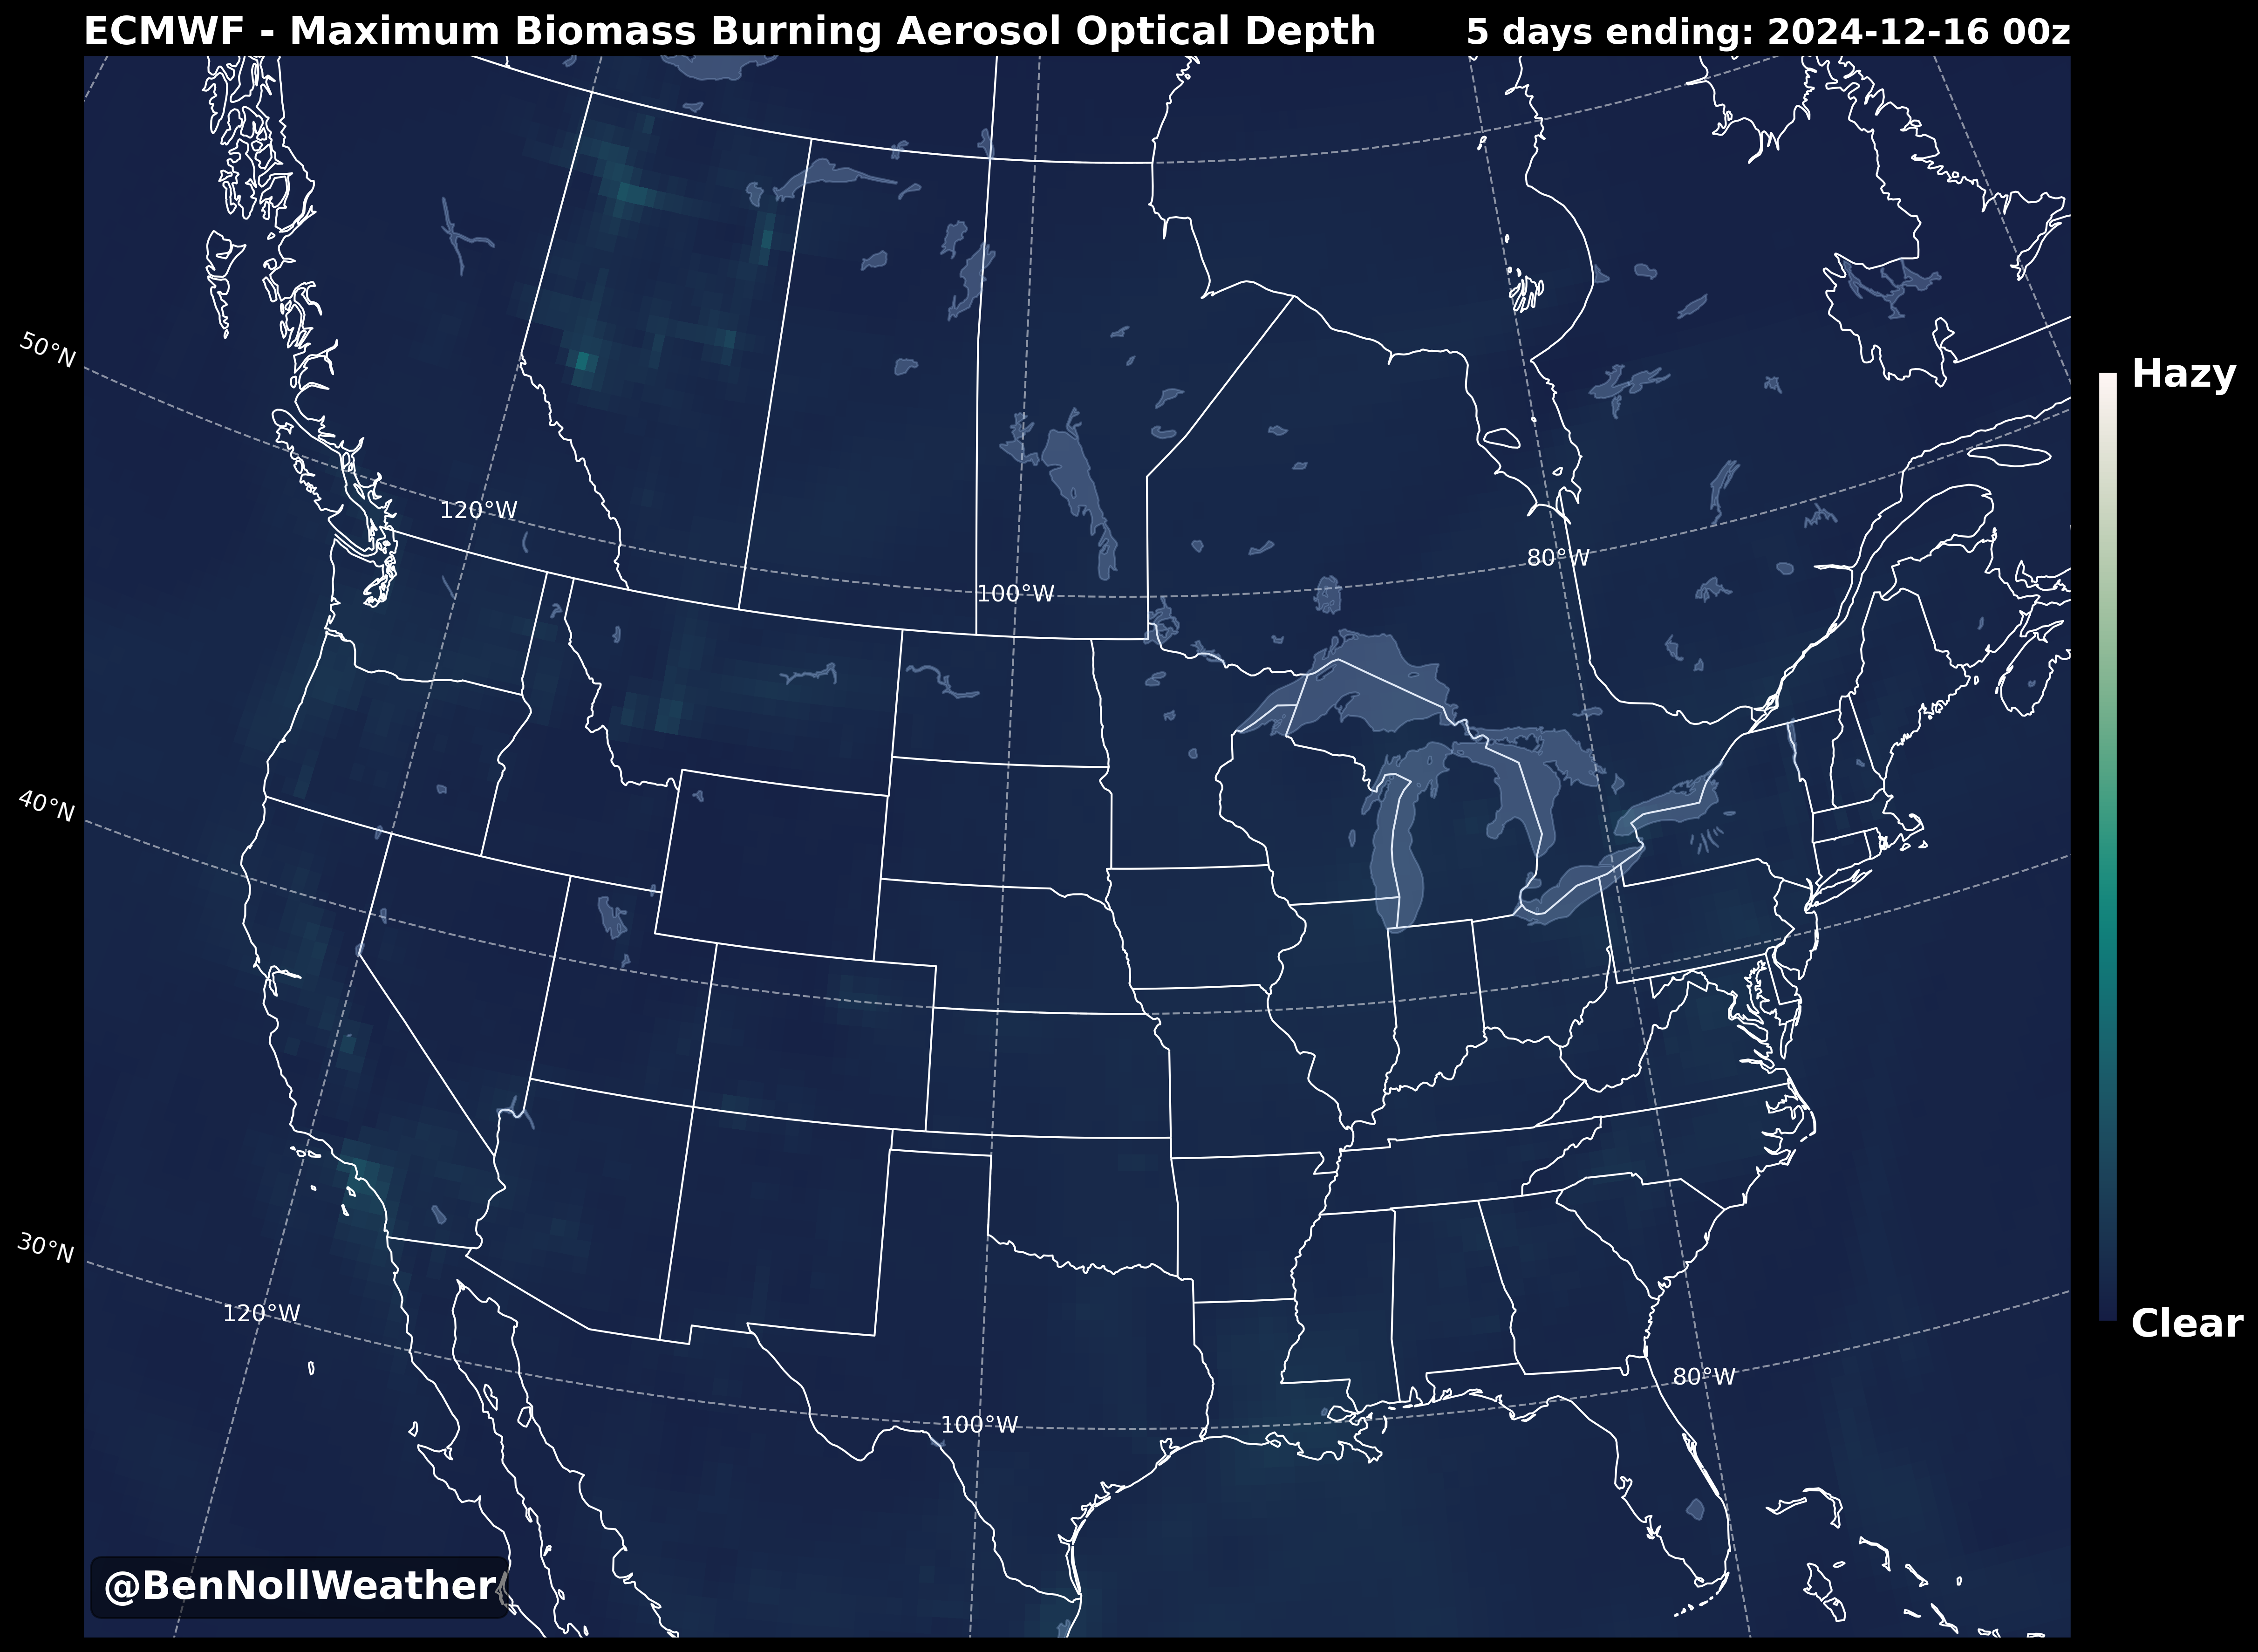 ECMWF - Maximum Biomass Burning Aerosol Optical Depth
5 days ending: 2024-12-16 00z
50°N
Hazy
120°W
80°W
100°W
40°N
30°N
120°W
Clear
80°W
100°W
@BenNollWeather